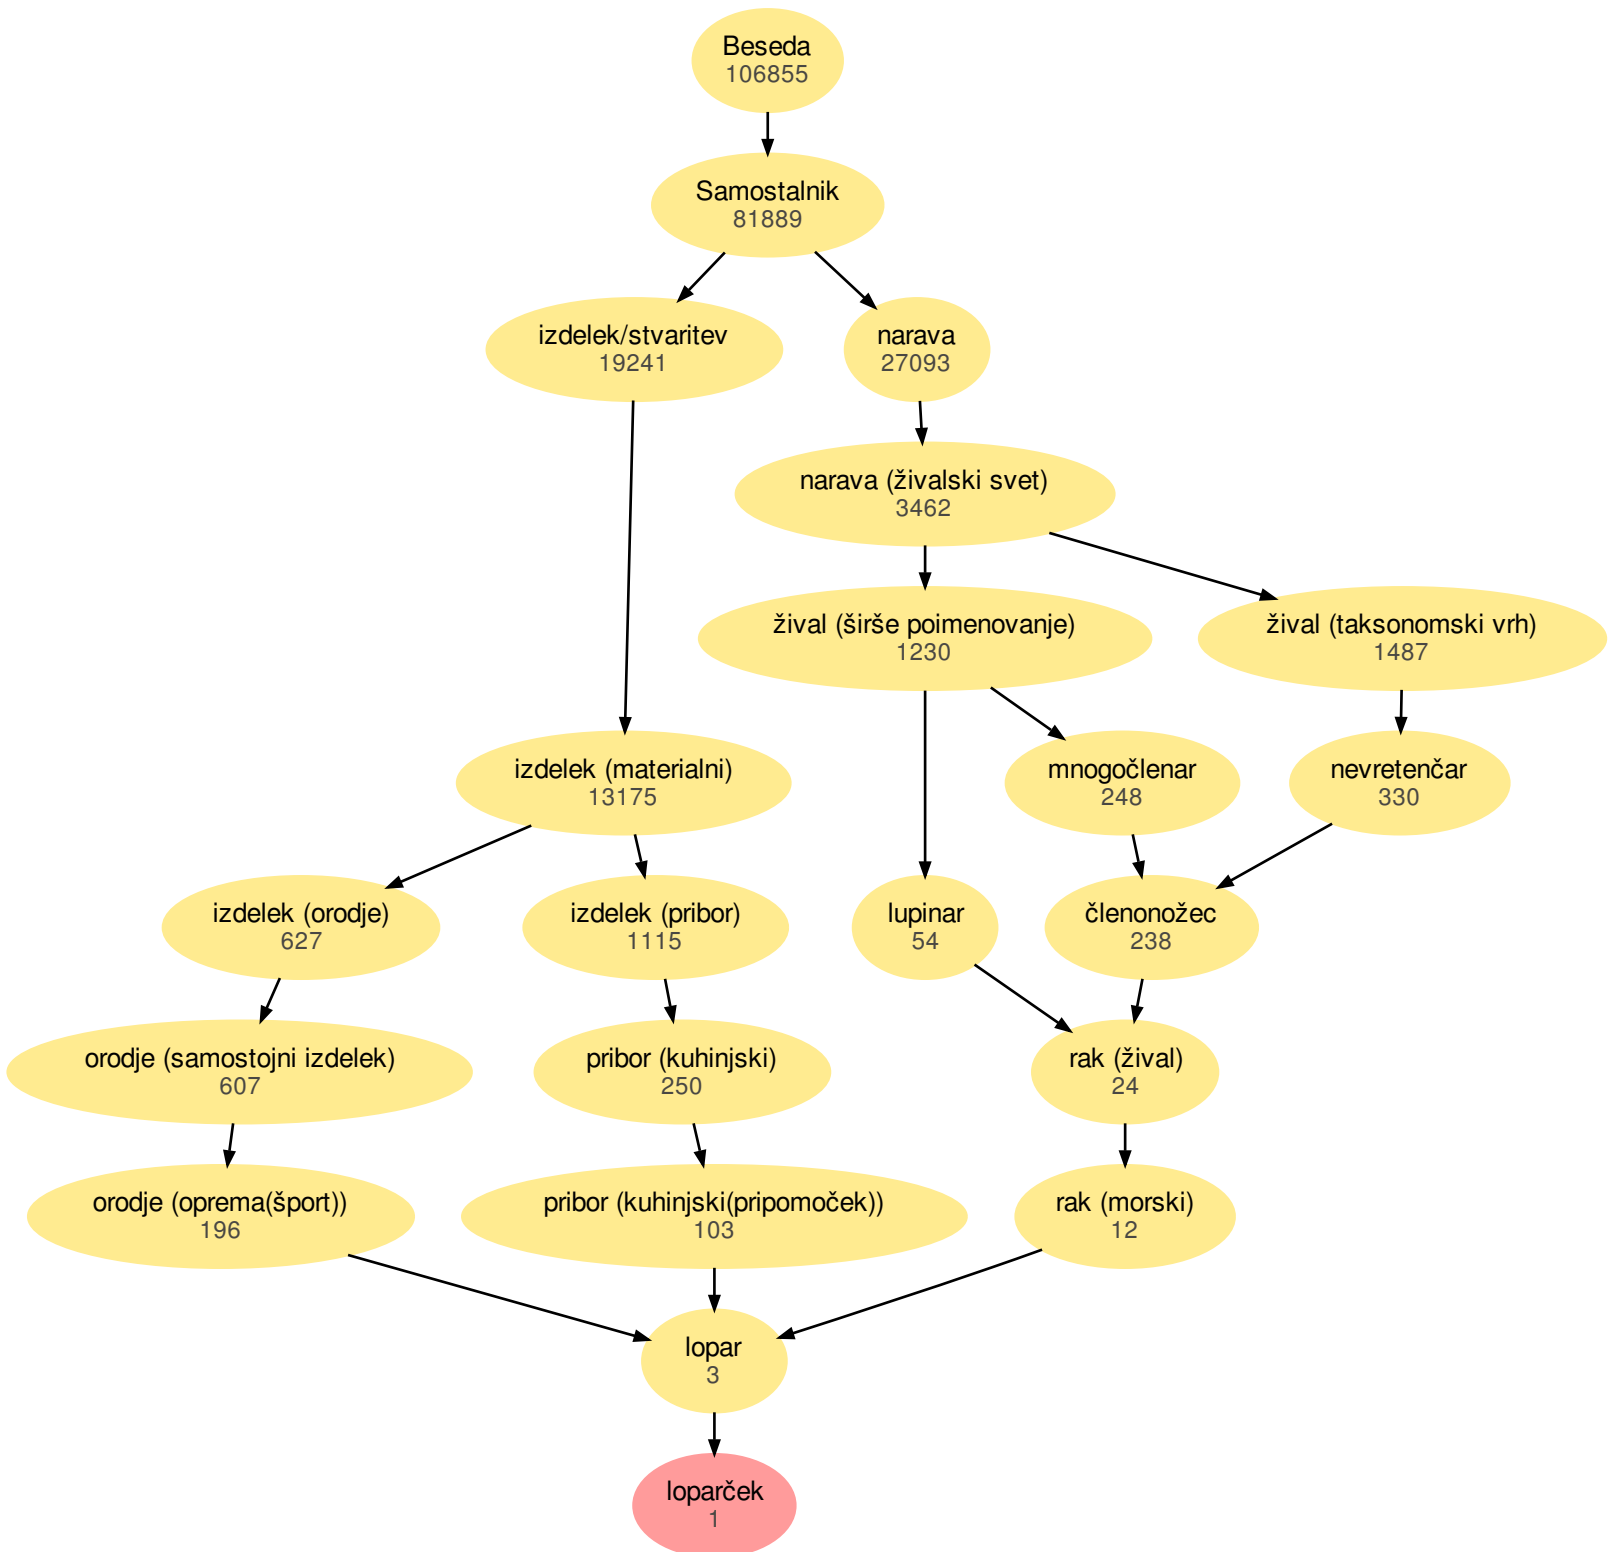 Beseda
106855
Samostalnik
81889
izdelek/stvaritev
19241
narava
27093
narava (živalski svet)
3462
žival (širše poimenovanje)
1230
žival (taksonomski vrh)
1487
izdelek (materialni)
13175
mnogočlenar
248
nevretenčar
330
izdelek (orodje)
627
izdelek (pribor)
1115
lupinar
54
členonožec
238
orodje (samostojni izdelek)
607
pribor (kuhinjski)
250
rak (žival)
24
orodje (oprema(šport))
196
pribor (kuhinjski(pripomoček))
103
rak (morski)
12
lopar
3
loparček
1